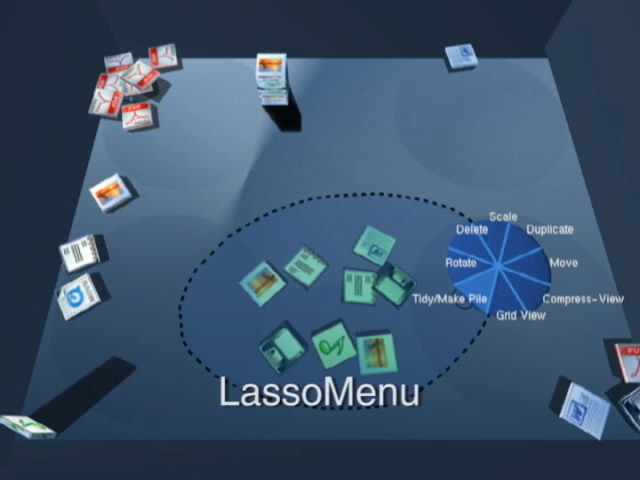 Scale
Delete
Duplicate
Rotate
Move
Tidy/Make Pile
Compress-View
Grid View
LassoMenu